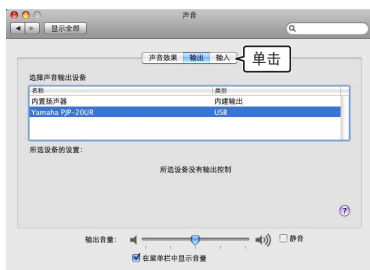 声音
显示全部
声音效果 输出 输入
单击
选择声音输出设备
名称 类型
内置扬声器 内建输出
Yamaha PJP-20UR USB
所选设备的设置：
所选设备没有输出控制
?
输出音量： 静音
在菜单栏中显示音量